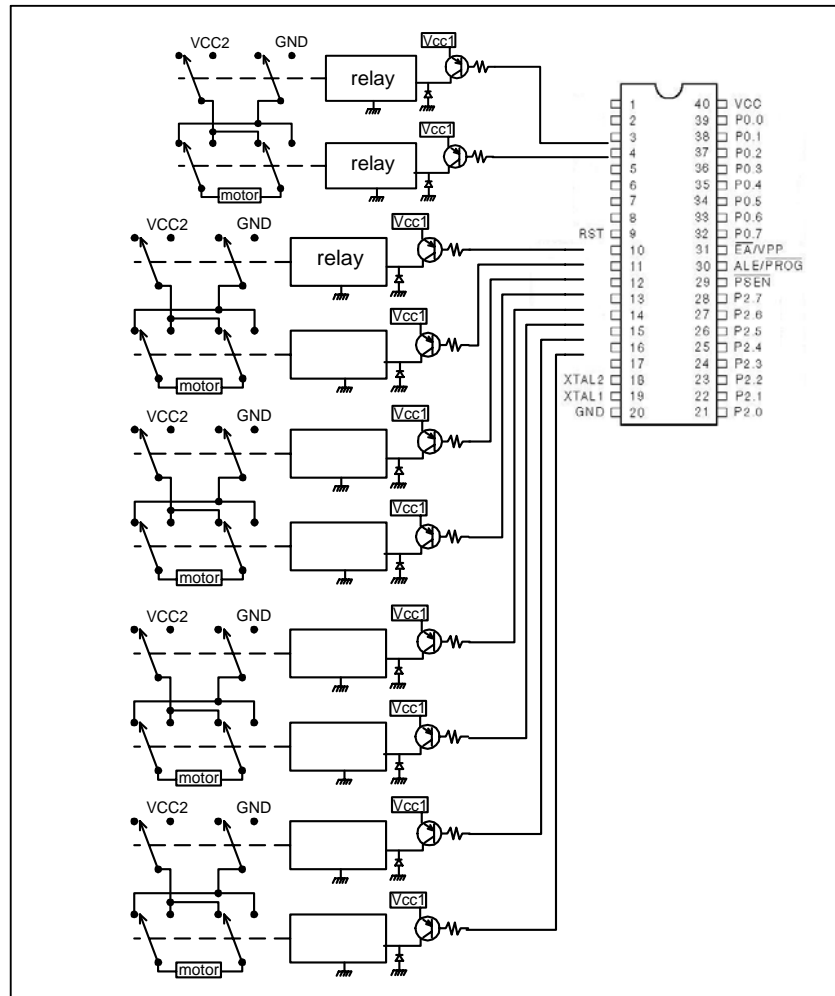 VCC2 GND Vcc1
relay
Vcc1
relay
motor
1 40 VCC
2 39 P0.0
3 38 P0.1
4 37 P0.2
5 36 P0.3
6 35 P0.4
7 34 P0.5
8 33 P0.6
RST 9 32 P0.7
10 31 EA/VPP
11 30 ALE/PROG
12 29 PSEN
13 28 P2.7
14 27 P2.6
15 26 P2.5
16 25 P2.4
17 24 P2.3
XTAL2 18 23 P2.2
XTAL1 19 22 P2.1
GND 20 21 P2.0
VCC2 GND Vcc1
relay
Vcc1
motor
VCC2 GND Vcc1
Vcc1
motor
VCC2 GND Vcc1
Vcc1
motor
VCC2 GND Vcc1
Vcc1
motor